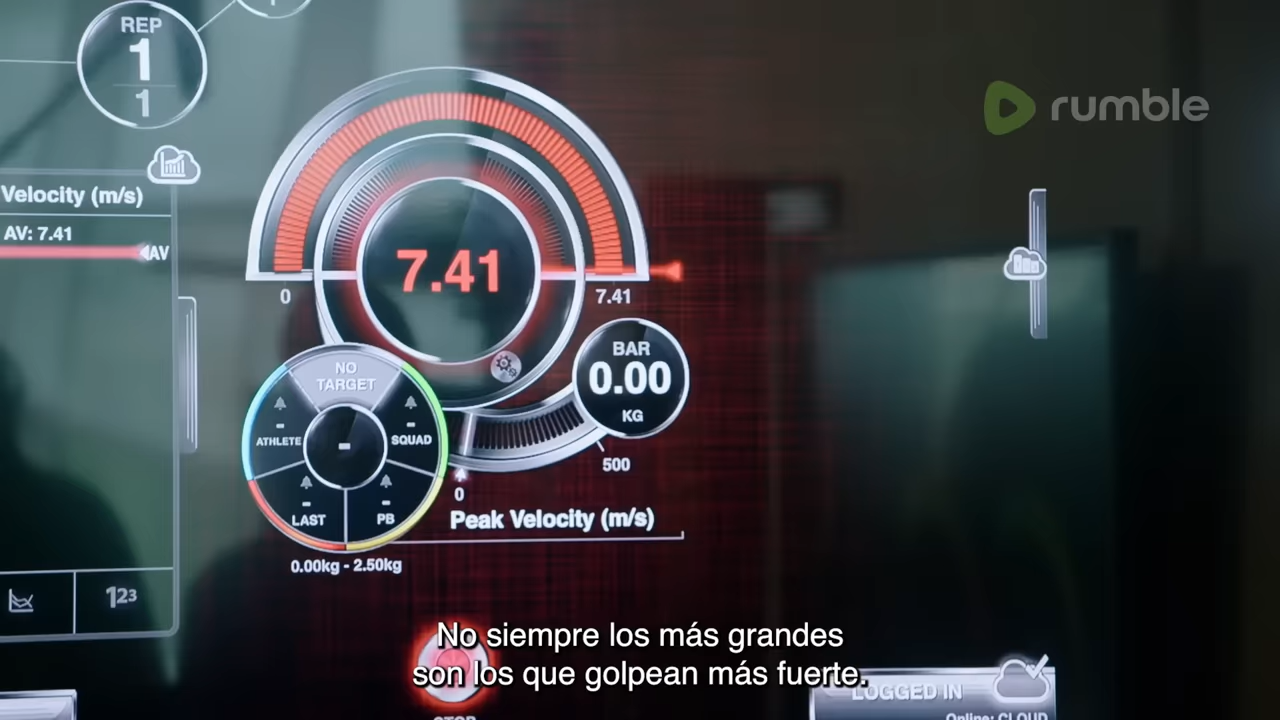 REP
1
1
rumble
Velocity (m/s)
AV: 7.41
AV
7.41
0
7.41
BAR
0.00
KG
NO
TARGET
-
ATHLETE
-
SQUAD
-
-
LAST
-
PB
0
500
Peak Velocity (m/s)
0.00kg - 2.50kg
123
No siempre los más grandes
son los que golpean más fuerte.
LOGGED IN
Online: CLOUD
STOP